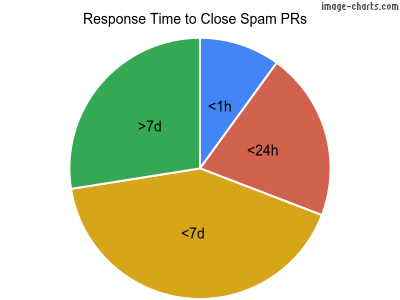 image-charts.com
Response Time to Close Spam PRs
<1h
>7d
<24h
<7d